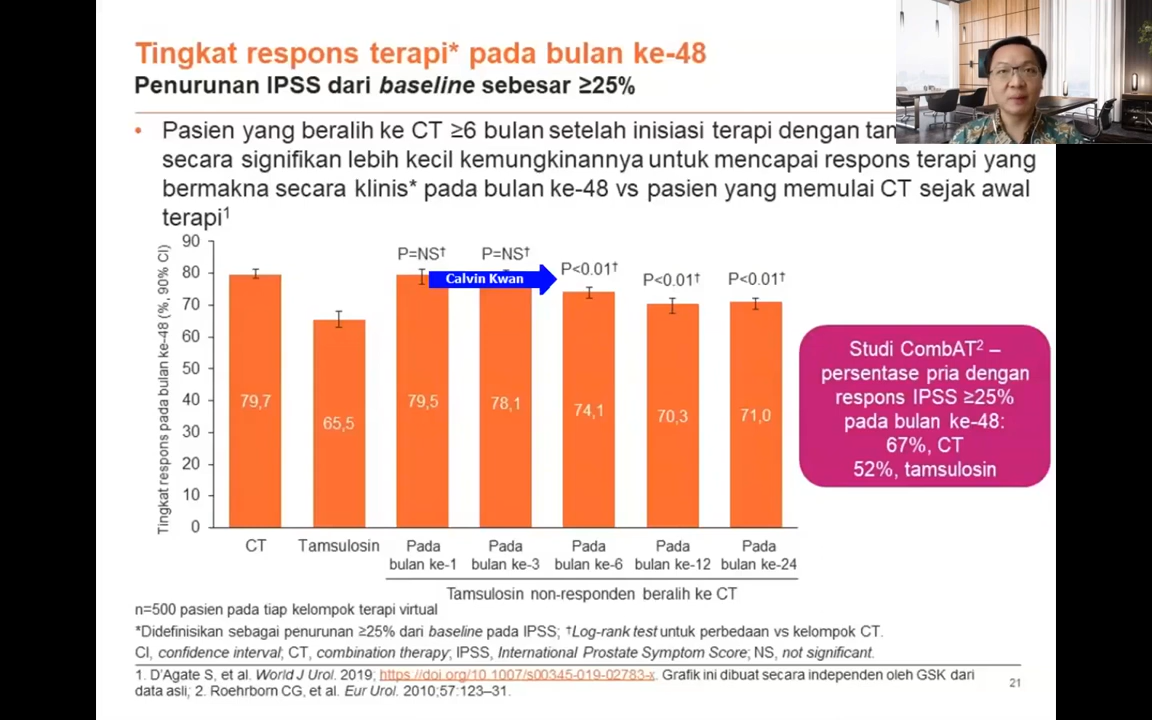 Tingkat respons terapi* pada bulan ke-48
Penurunan IPSS dari baseline sebesar ≥25%
• Pasien yang beralih ke CT ≥6 bulan setelah inisiasi terapi dengan
secara signifikan lebih kecil kemungkinannya untuk mencapai respons terapi yang
bermakna secara klinis* pada bulan ke-48 vs pasien yang memulai CT sejak awal
terapi¹
Tingkat respons pada bulan ke-48 (%, 90% CI)
90
80
70
60
50
40
30
20
10
0
P=NS†
P=NS†
P<0.01†
P<0.01†
P<0.01†
Calvin Kwan
79,7
65,5
79,5
78,1
74,1
70,3
71,0
CT
Tamsulosin
Pada
bulan ke-1
Pada
bulan ke-3
Pada
bulan ke-6
Pada
bulan ke-12
Pada
bulan ke-24
Tamsulosin non-responden beralih ke CT
Studi CombAT² –
persentase pria dengan
respons IPSS ≥25%
pada bulan ke-48:
67%, CT
52%, tamsulosin
n=500 pasien pada tiap kelompok terapi virtual
*Didefinisikan sebagai penurunan ≥25% dari baseline pada IPSS; †Log-rank test untuk perbedaan vs kelompok CT.
CI, confidence interval; CT, combination therapy; IPSS, International Prostate Symptom Score; NS, not significant.
1. D'Agate S, et al. World J Urol. 2019; https://doi.org/10.1007/s00345-019-02783-x. Grafik ini dibuat secara independen oleh GSK dari
data asli; 2. Roehrborn CG, et al. Eur Urol. 2010;57:123–31.
21